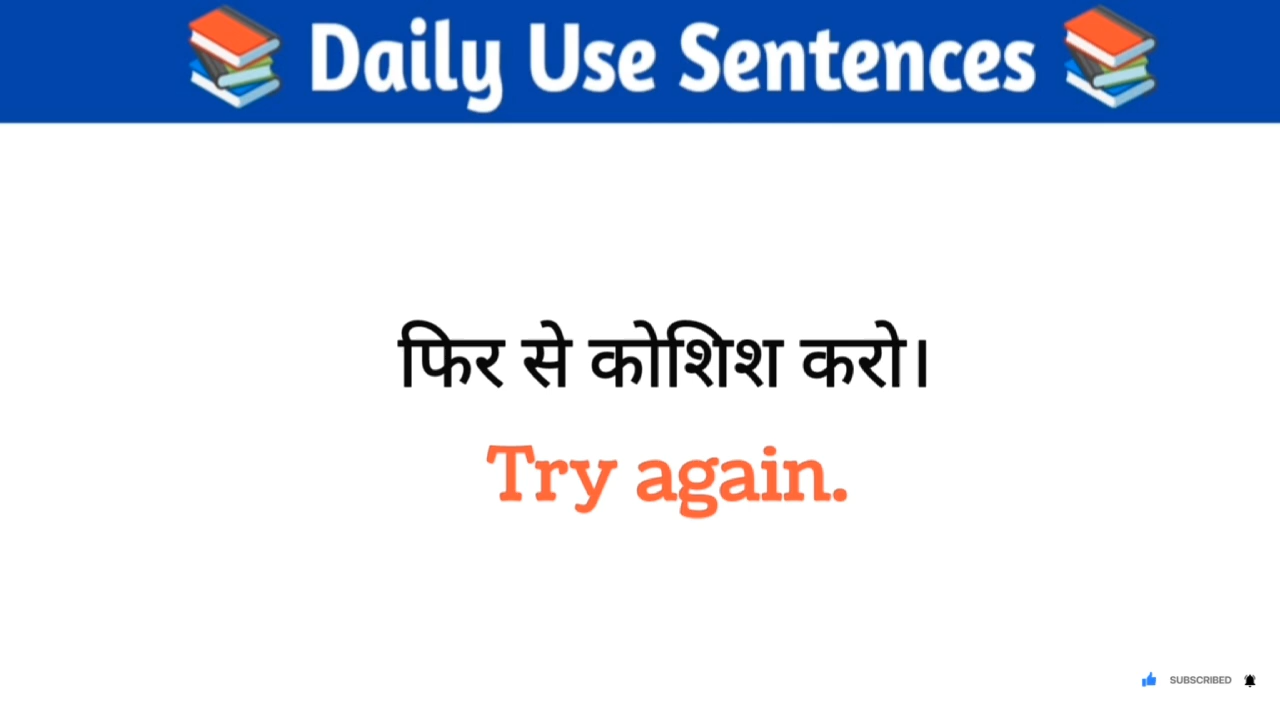 Daily Use Sentences
फिर से कोशिश करो।
Try again.
SUBSCRIBED